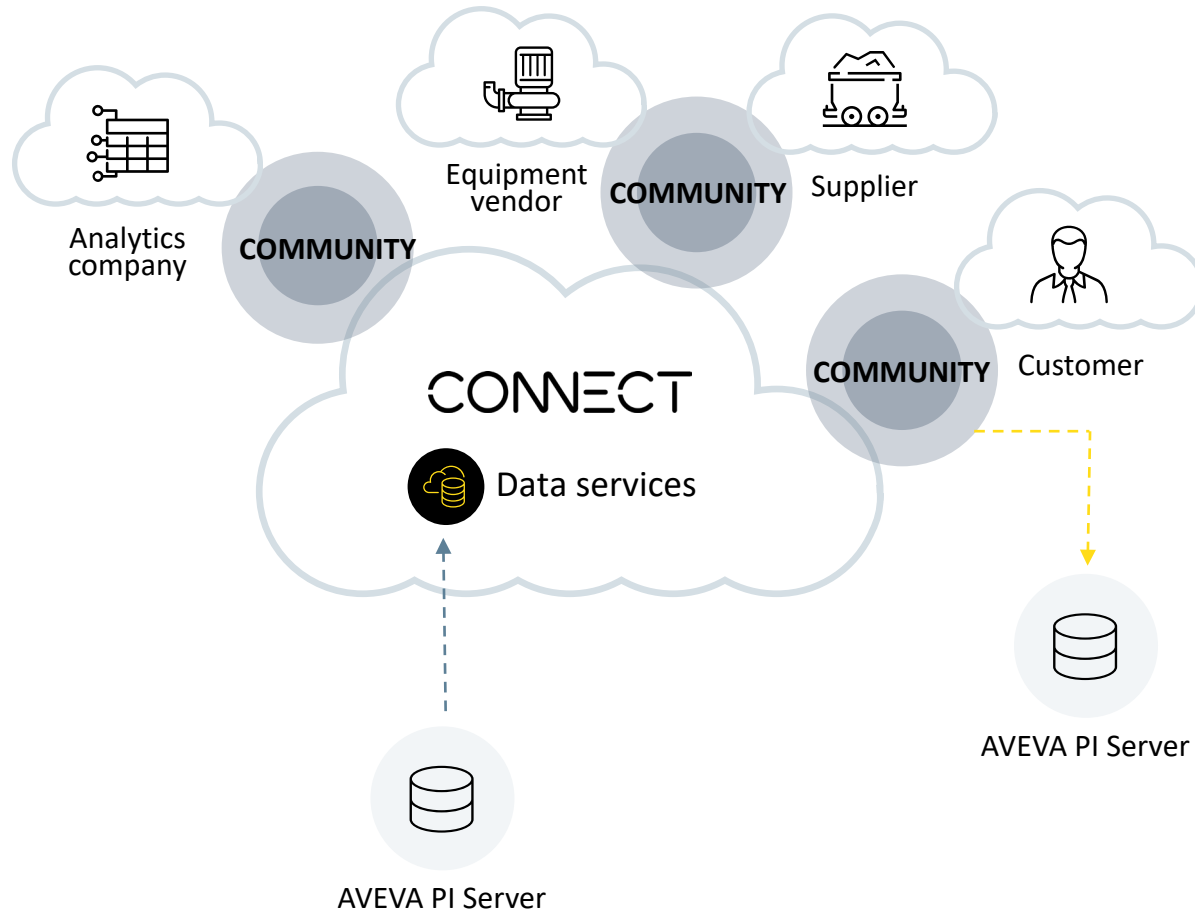 Analytics
company
COMMUNITY
Equipment
vendor
COMMUNITY
Supplier
COMMUNITY
Customer
CONNECT
Data services
AVEVA PI Server
AVEVA PI Server